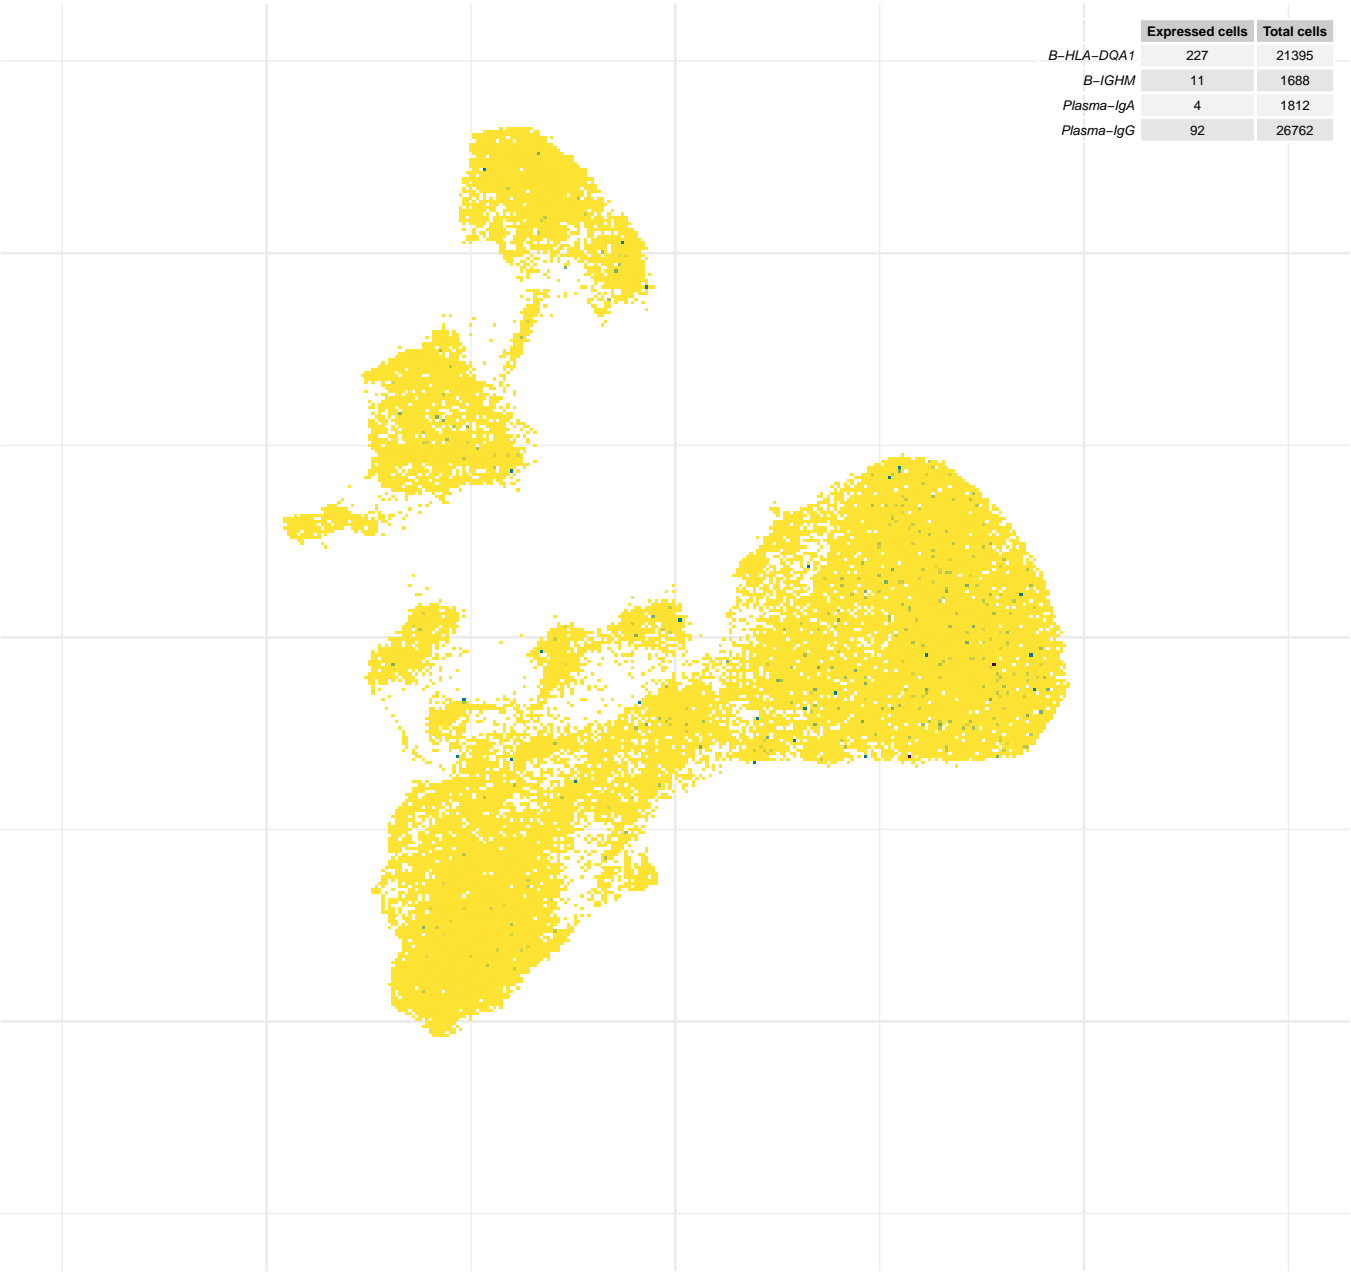 Expressed cells Total cells
B−HLA−DQA1 227 21395
B−IGHM 11 1688
Plasma−IgA 4 1812
Plasma−IgG 92 26762